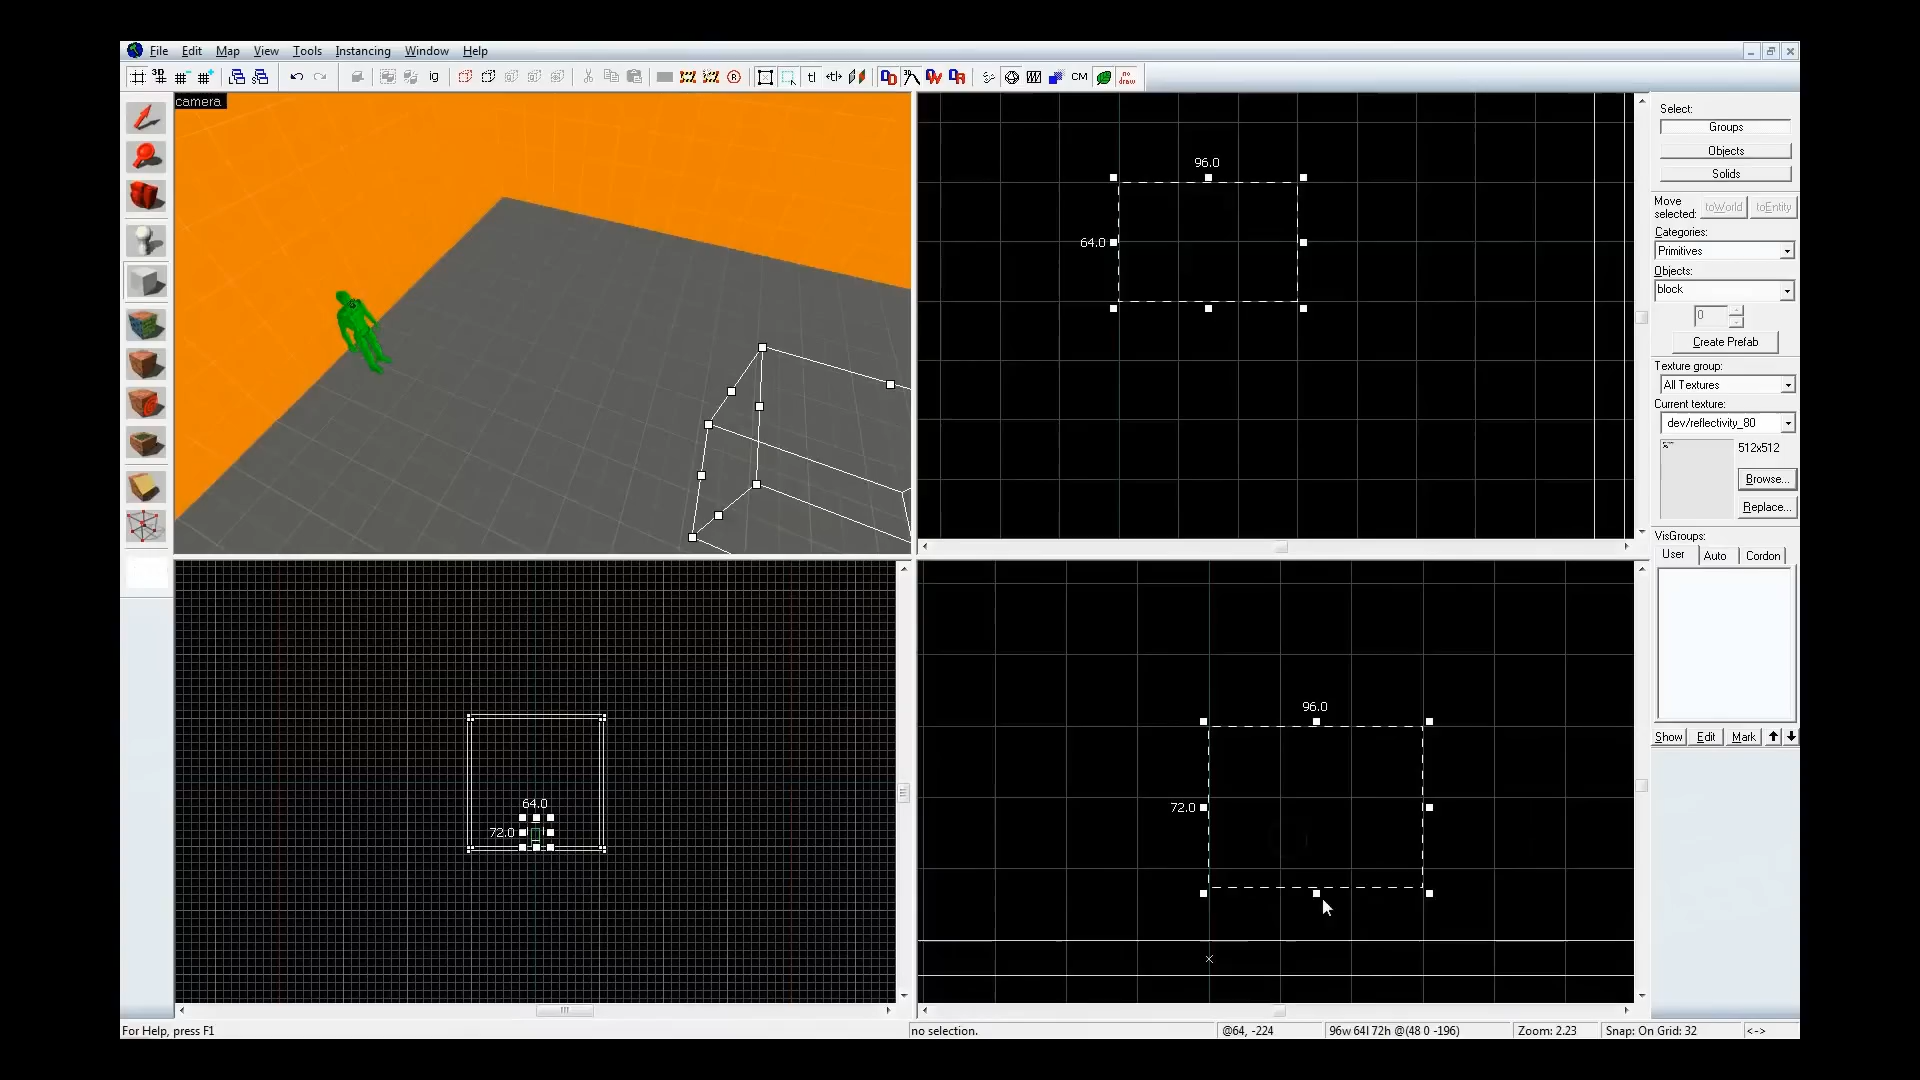 File Edit Map View Tools Instancing Window Help
3D
ig
tl
CM
no draw
camera
96.0
64.0
64.0
72.0
96.0
72.0
Select:
Groups
Objects
Solids
Move selected:
toWorld
toEntity
Categories:
Primitives
Objects:
block
0
Create Prefab
Texture group:
All Textures
Current texture:
dev/reflectivity_80
512x512
Browse...
Replace...
VisGroups:
User
Auto
Cordon
Show
Edit
Mark
For Help, press F1
no selection.
@64, -224
96w 64l 72h @(48 0 -196)
Zoom: 2.23
Snap: On Grid: 32
<->